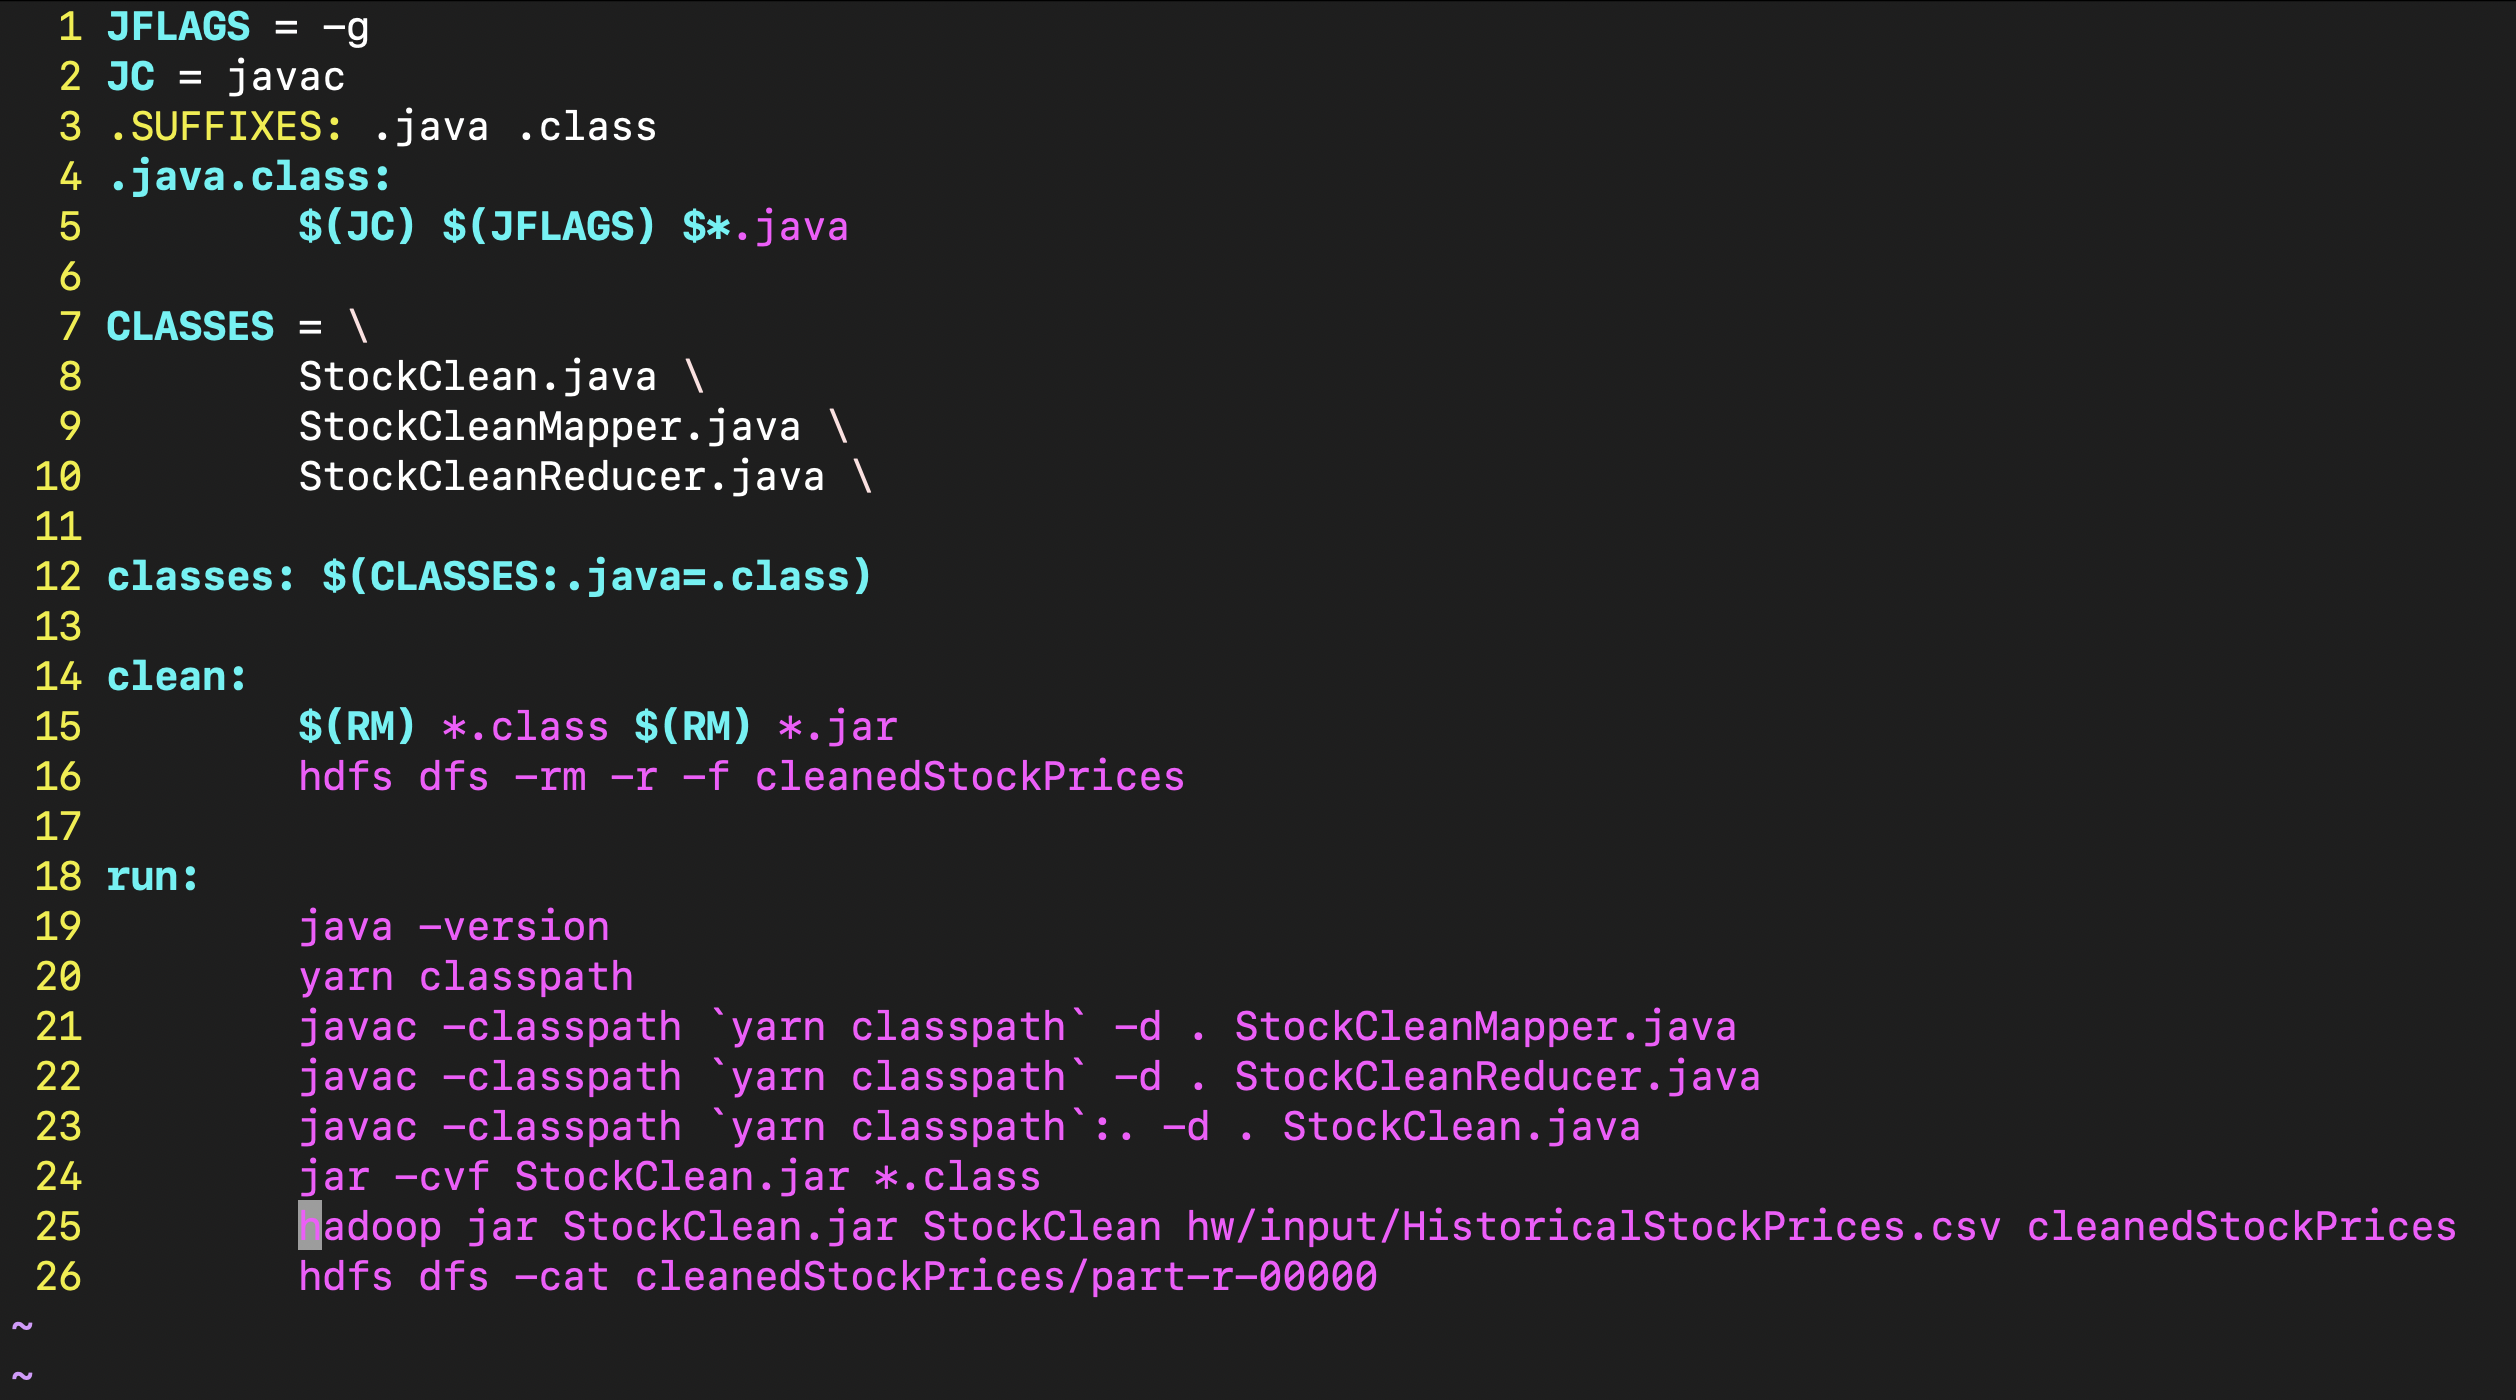 1 JFLAGS = -g
2 JC = javac
3 .SUFFIXES: .java .class
4 .java.class:
5         $(JC) $(JFLAGS) $*.java
6
7 CLASSES = \
8         StockClean.java \
9         StockCleanMapper.java \
10         StockCleanReducer.java \
11
12 classes: $(CLASSES:.java=.class)
13
14 clean:
15         $(RM) *.class $(RM) *.jar
16         hdfs dfs -rm -r -f cleanedStockPrices
17
18 run:
19         java -version
20         yarn classpath
21         javac -classpath `yarn classpath` -d . StockCleanMapper.java
22         javac -classpath `yarn classpath` -d . StockCleanReducer.java
23         javac -classpath `yarn classpath`:. -d . StockClean.java
24         jar -cvf StockClean.jar *.class
25         hadoop jar StockClean.jar StockClean hw/input/HistoricalStockPrices.csv cleanedStockPrices
26         hdfs dfs -cat cleanedStockPrices/part-r-00000
~
~